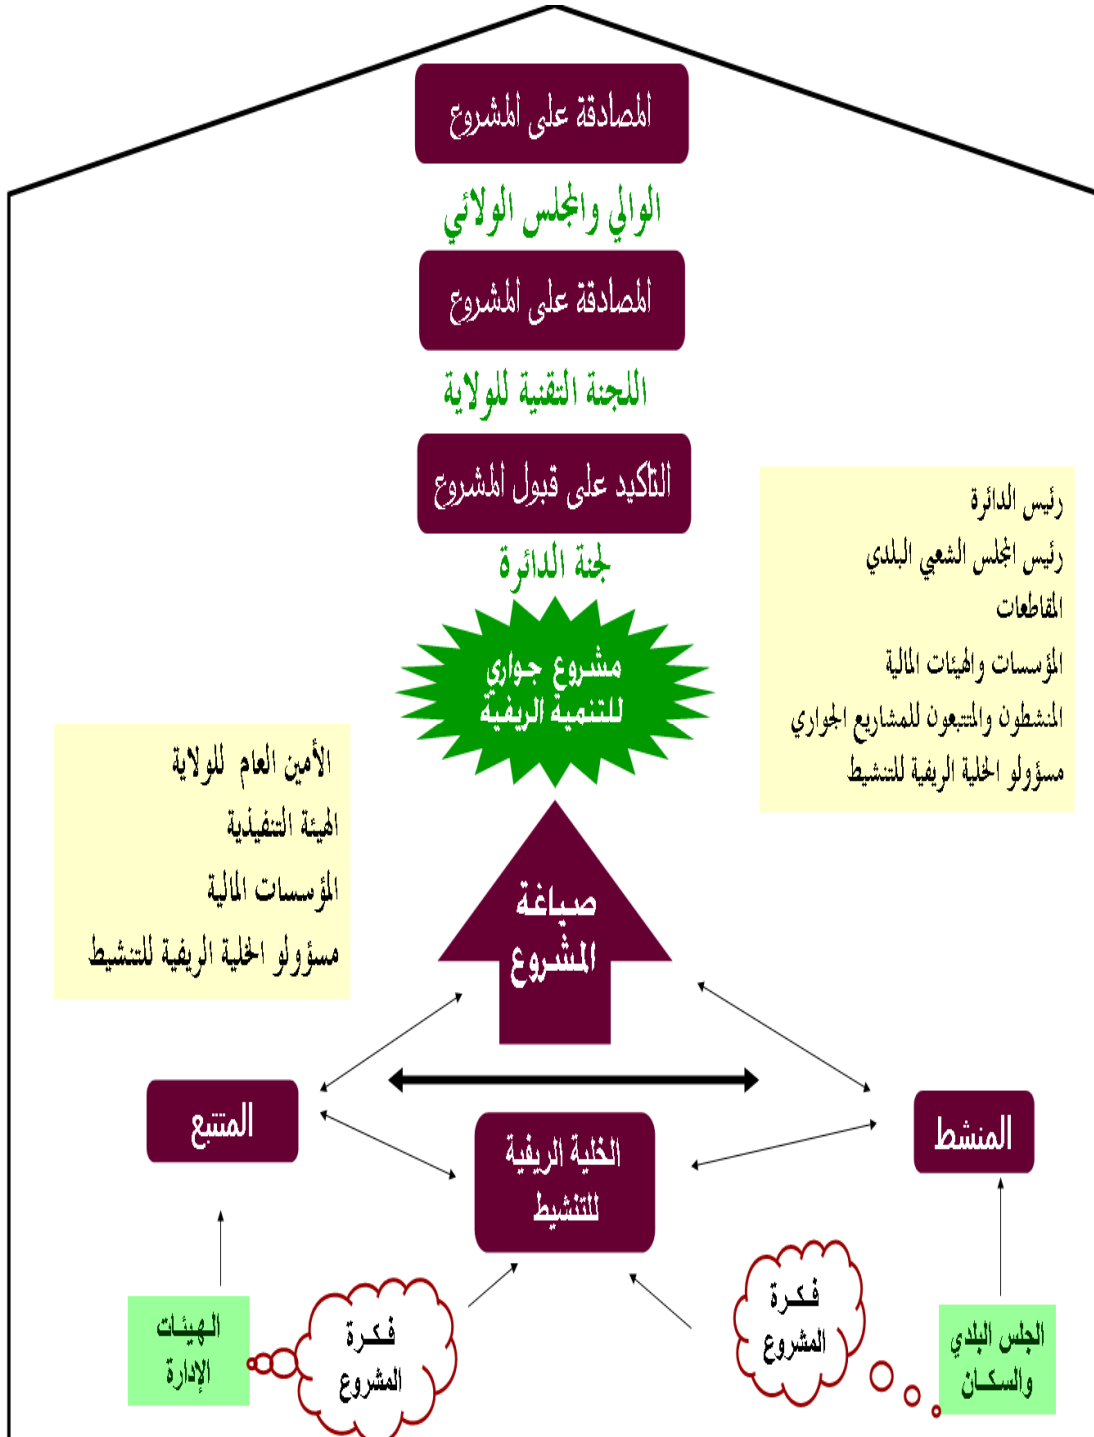 المصادقة على المشروع
الوالي والمجلس الولائي
المصادقة على المشروع
اللجنة التقنية للولاية
التأكيد على قبول المشروع
لجنة الدائرة
مشروع جواري
للتنمية الريفية
رئيس الدائرة
رئيس المجلس الشعبي البلدي
المقاطعات
المؤسسات والهيئات المالية
المنشطون والمتتبعون للمشاريع الجواري
مسؤولو الخلية الريفية للتنشيط
الأمين العام للولاية
الهيئة التنفيذية
المؤسسات المالية
مسؤولو الخلية الريفية للتنشيط
صياغة
المشروع
المنشط
المتتبع
الخلية الريفية
للتنشيط
فكرة
المشروع
فكرة
المشروع
الجلس البلدي
والسكان
الهيئات
الإدارة